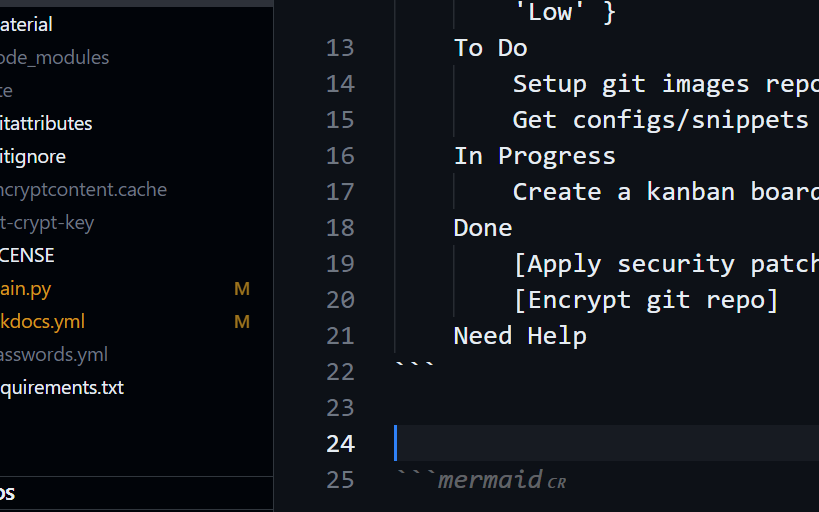 aterial
ode_modules
te
itattributes
itignore
ncryptcontent.cache
t-crypt-key
CENSE
ain.py M
kdocs.yml M
asswords.yml
quirements.txt
DS
'Low' }
13 To Do
14 Setup git images repo
15 Get configs/snippets
16 In Progress
17 Create a kanban board
18 Done
19 [Apply security patch
20 [Encrypt git repo]
21 Need Help
22 ```
23
24
25 ```mermaid CR